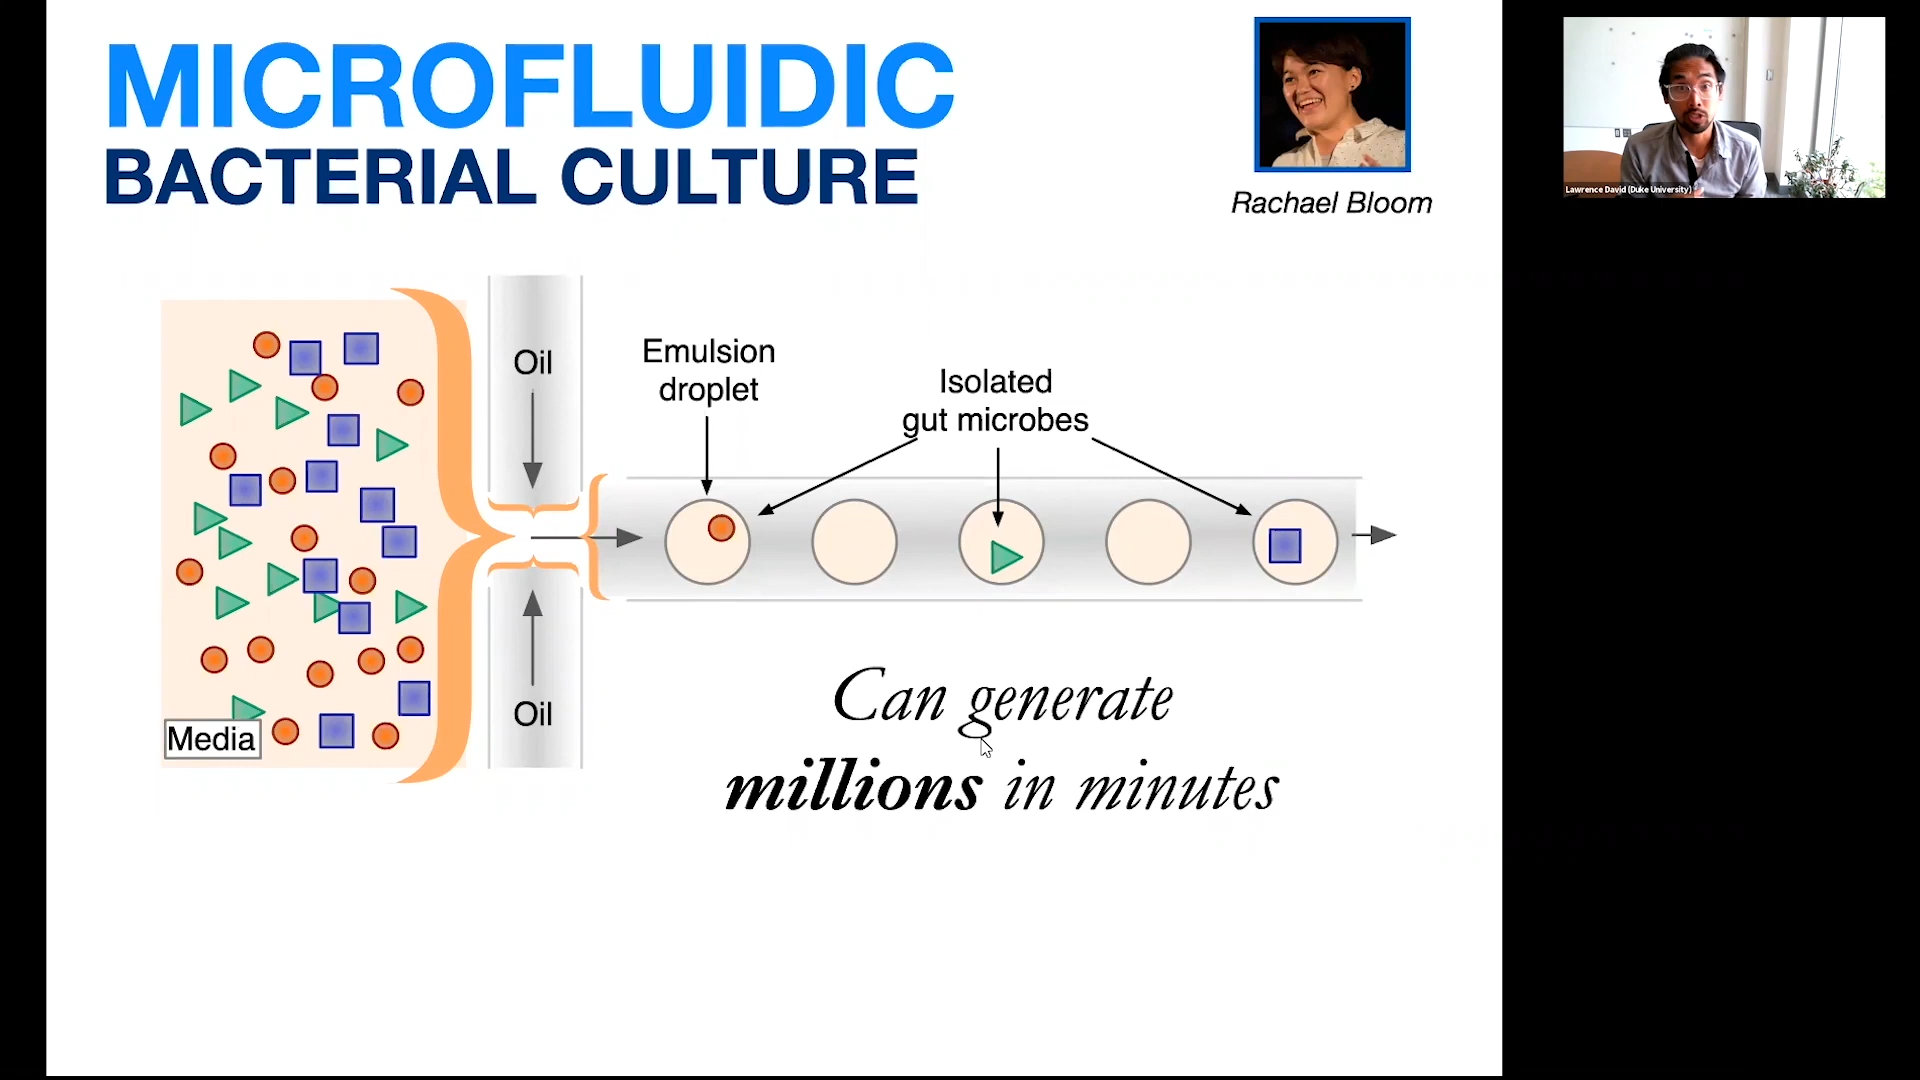 MICROFLUIDIC
BACTERIAL CULTURE
Rachael Bloom
Lawrence David (Duke University)
Oil
Emulsion
droplet
Isolated
gut microbes
Media
Oil
Can generate
millions in minutes